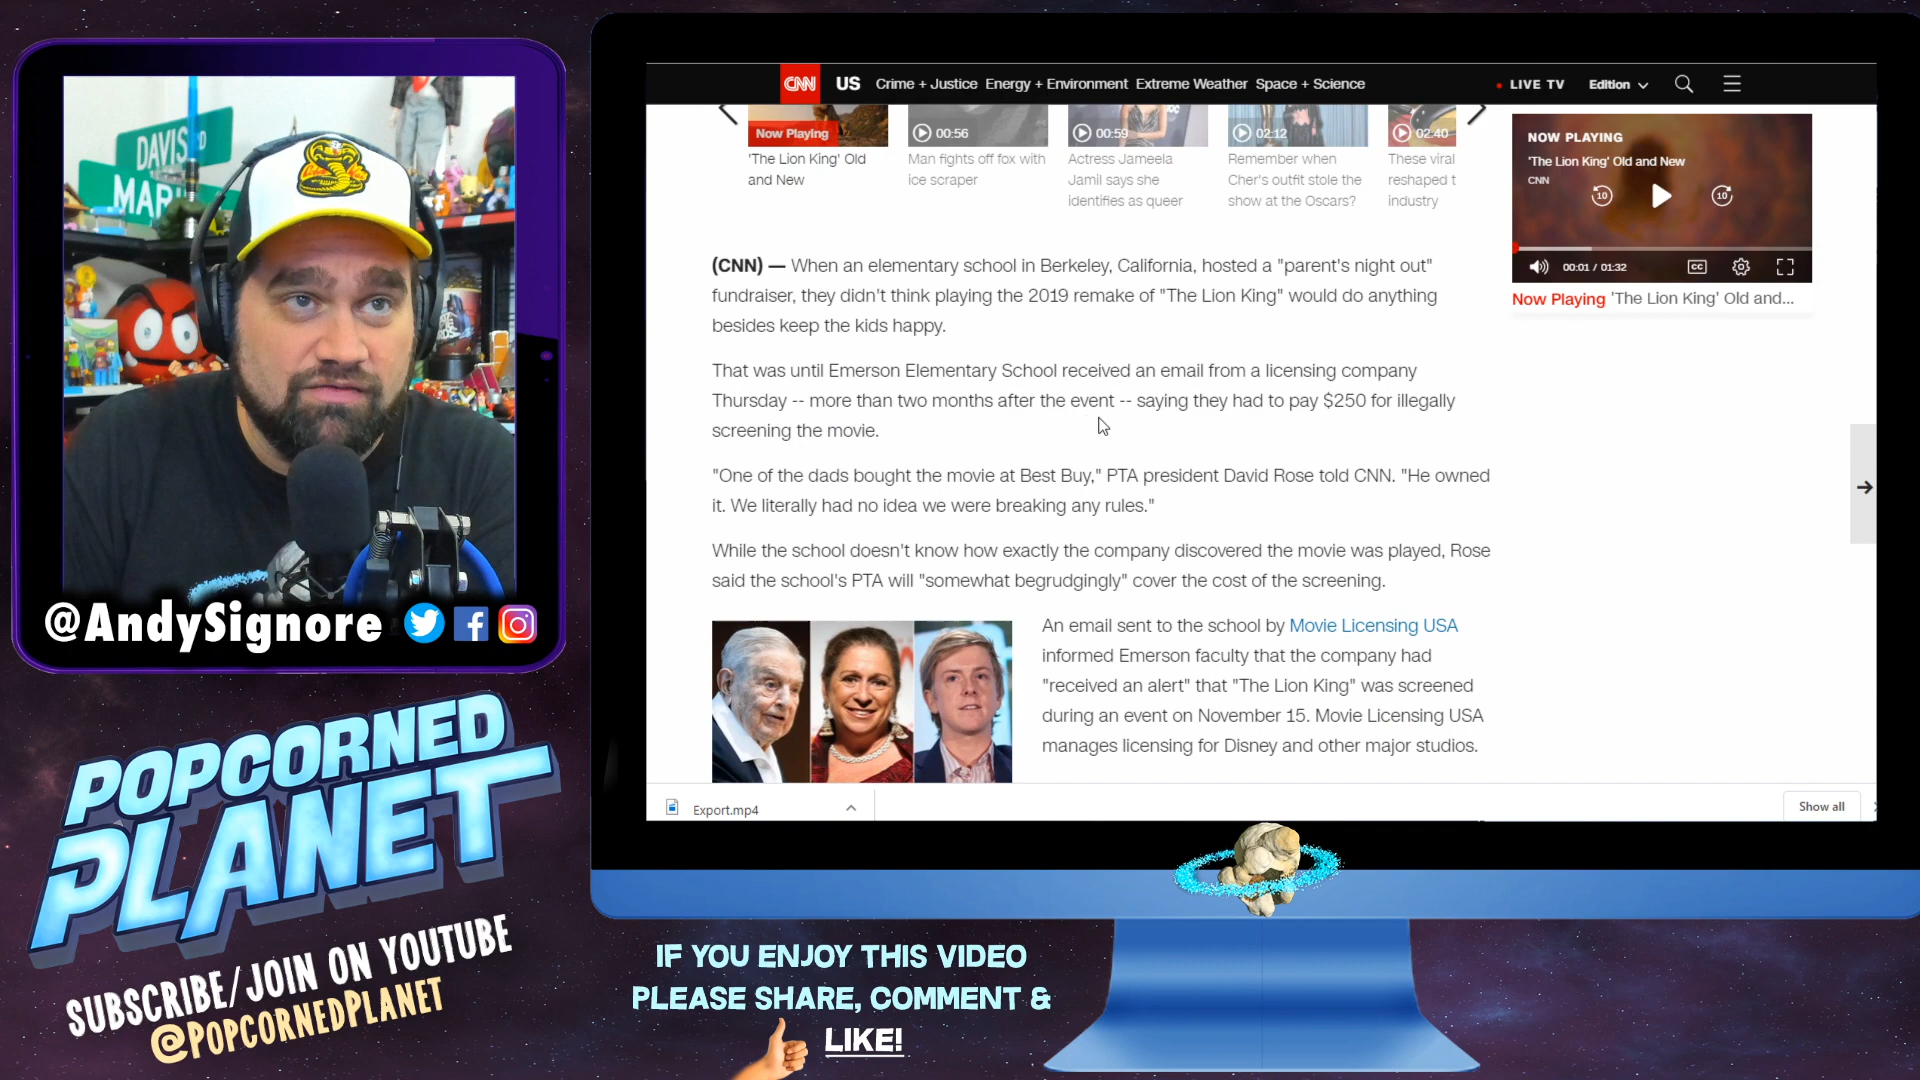 DAVIS RD
MARI
@AndySignore
POPCORNED
PLANET
SUBSCRIBE/JOIN ON YOUTUBE
@POPCORNEDPLANET
CNN US Crime + Justice Energy + Environment Extreme Weather Space + Science LIVE TV Edition
Now Playing
'The Lion King' Old
and New
00:56
Man fights off fox with
ice scraper
00:59
Actress Jameela
Jamil says she
identifies as queer
02:12
Remember when
Cher's outfit stole the
show at the Oscars?
02:40
These viral
reshaped t
industry
NOW PLAYING
'The Lion King' Old and New
CNN
10 10
00:01 / 01:32 CC
Now Playing 'The Lion King' Old and...
(CNN) — When an elementary school in Berkeley, California, hosted a "parent's night out"
fundraiser, they didn't think playing the 2019 remake of "The Lion King" would do anything
besides keep the kids happy.
That was until Emerson Elementary School received an email from a licensing company
Thursday -- more than two months after the event -- saying they had to pay $250 for illegally
screening the movie.
"One of the dads bought the movie at Best Buy," PTA president David Rose told CNN. "He owned
it. We literally had no idea we were breaking any rules."
While the school doesn't know how exactly the company discovered the movie was played, Rose
said the school's PTA will "somewhat begrudgingly" cover the cost of the screening.
An email sent to the school by Movie Licensing USA
informed Emerson faculty that the company had
"received an alert" that "The Lion King" was screened
during an event on November 15. Movie Licensing USA
manages licensing for Disney and other major studios.
Export.mp4
Show all
IF YOU ENJOY THIS VIDEO
PLEASE SHARE, COMMENT &
LIKE!